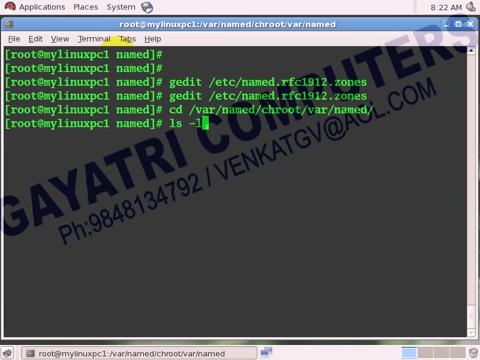 Applications Places System 8:22 AM
root@mylinuxpc1:/var/named/chroot/var/named
File Edit View Terminal Tabs Help
[root@mylinuxpc1 named]#
[root@mylinuxpc1 named]#
[root@mylinuxpc1 named]# gedit /etc/named.rfc1912.zones
[root@mylinuxpc1 named]# gedit /etc/named.rfc1912.zones
[root@mylinuxpc1 named]# cd /var/named/chroot/var/named/
[root@mylinuxpc1 named]# ls -l
GAYATRI COMPUTERS
Ph:9848134792 / VENKATGV@AOL.COM
root@mylinuxpc1:/var/named/chroot/var/named